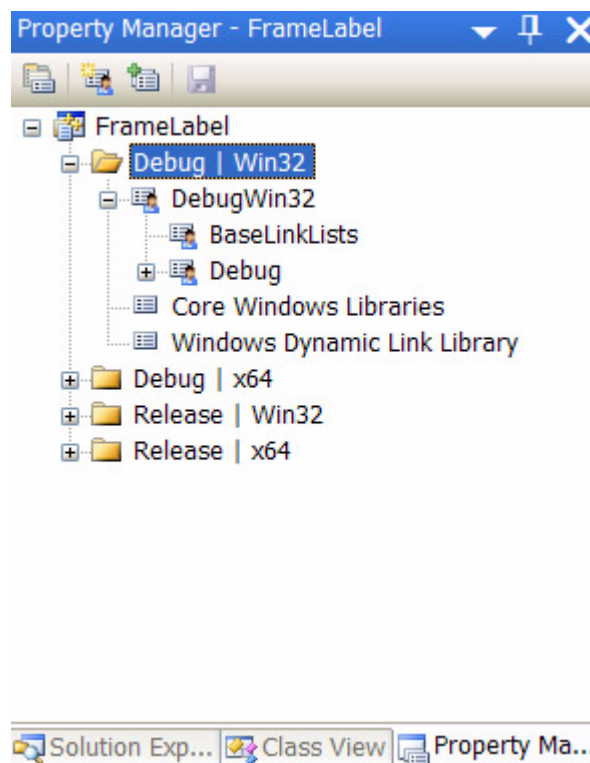 Property Manager - FrameLabel
FrameLabel
Debug | Win32
DebugWin32
BaseLinkLists
Debug
Core Windows Libraries
Windows Dynamic Link Library
Debug | x64
Release | Win32
Release | x64
Solution Exp... Class View Property Ma...